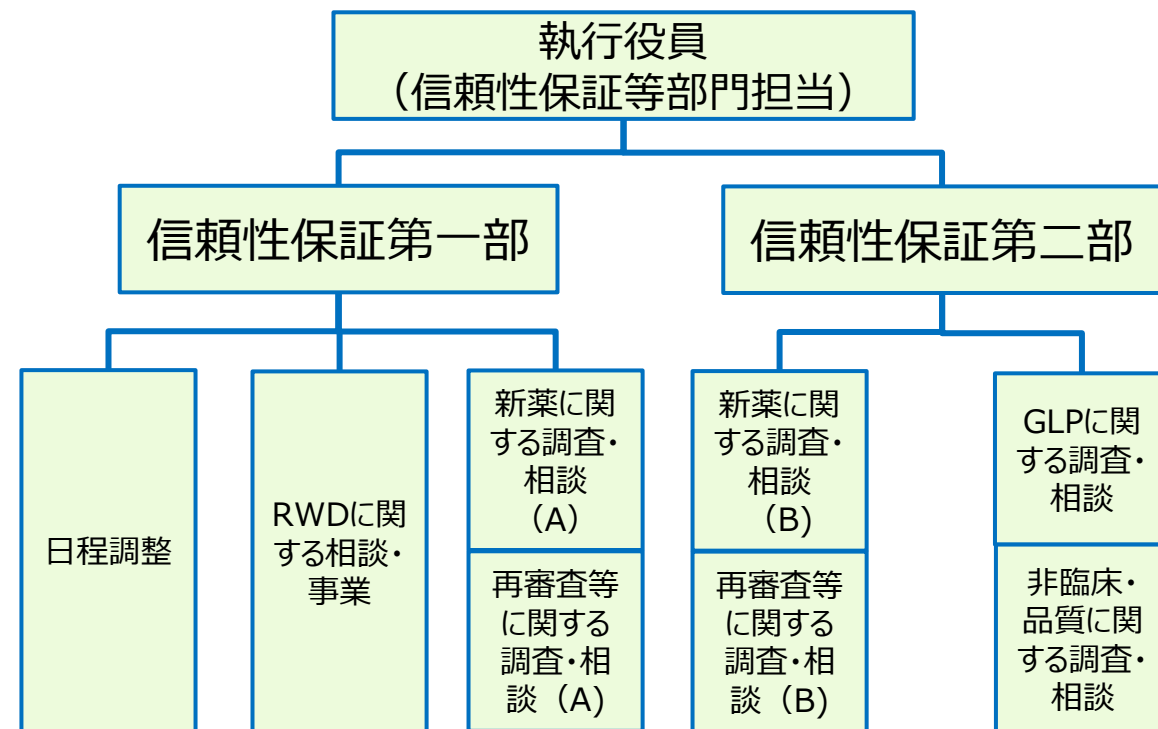 執行役員
（信頼性保証等部門担当）
信頼性保証第一部
信頼性保証第二部
日程調整
RWDに関
する相談・
事業
新薬に関
する調査・
相談
（A）
再審査等
に関する
調査・相
談（A)
新薬に関
する調査・
相談
（B)
再審査等
に関する
調査・相
談（B)
GLPに関
する調査・
相談
非臨床・
品質に関
する調査・
相談